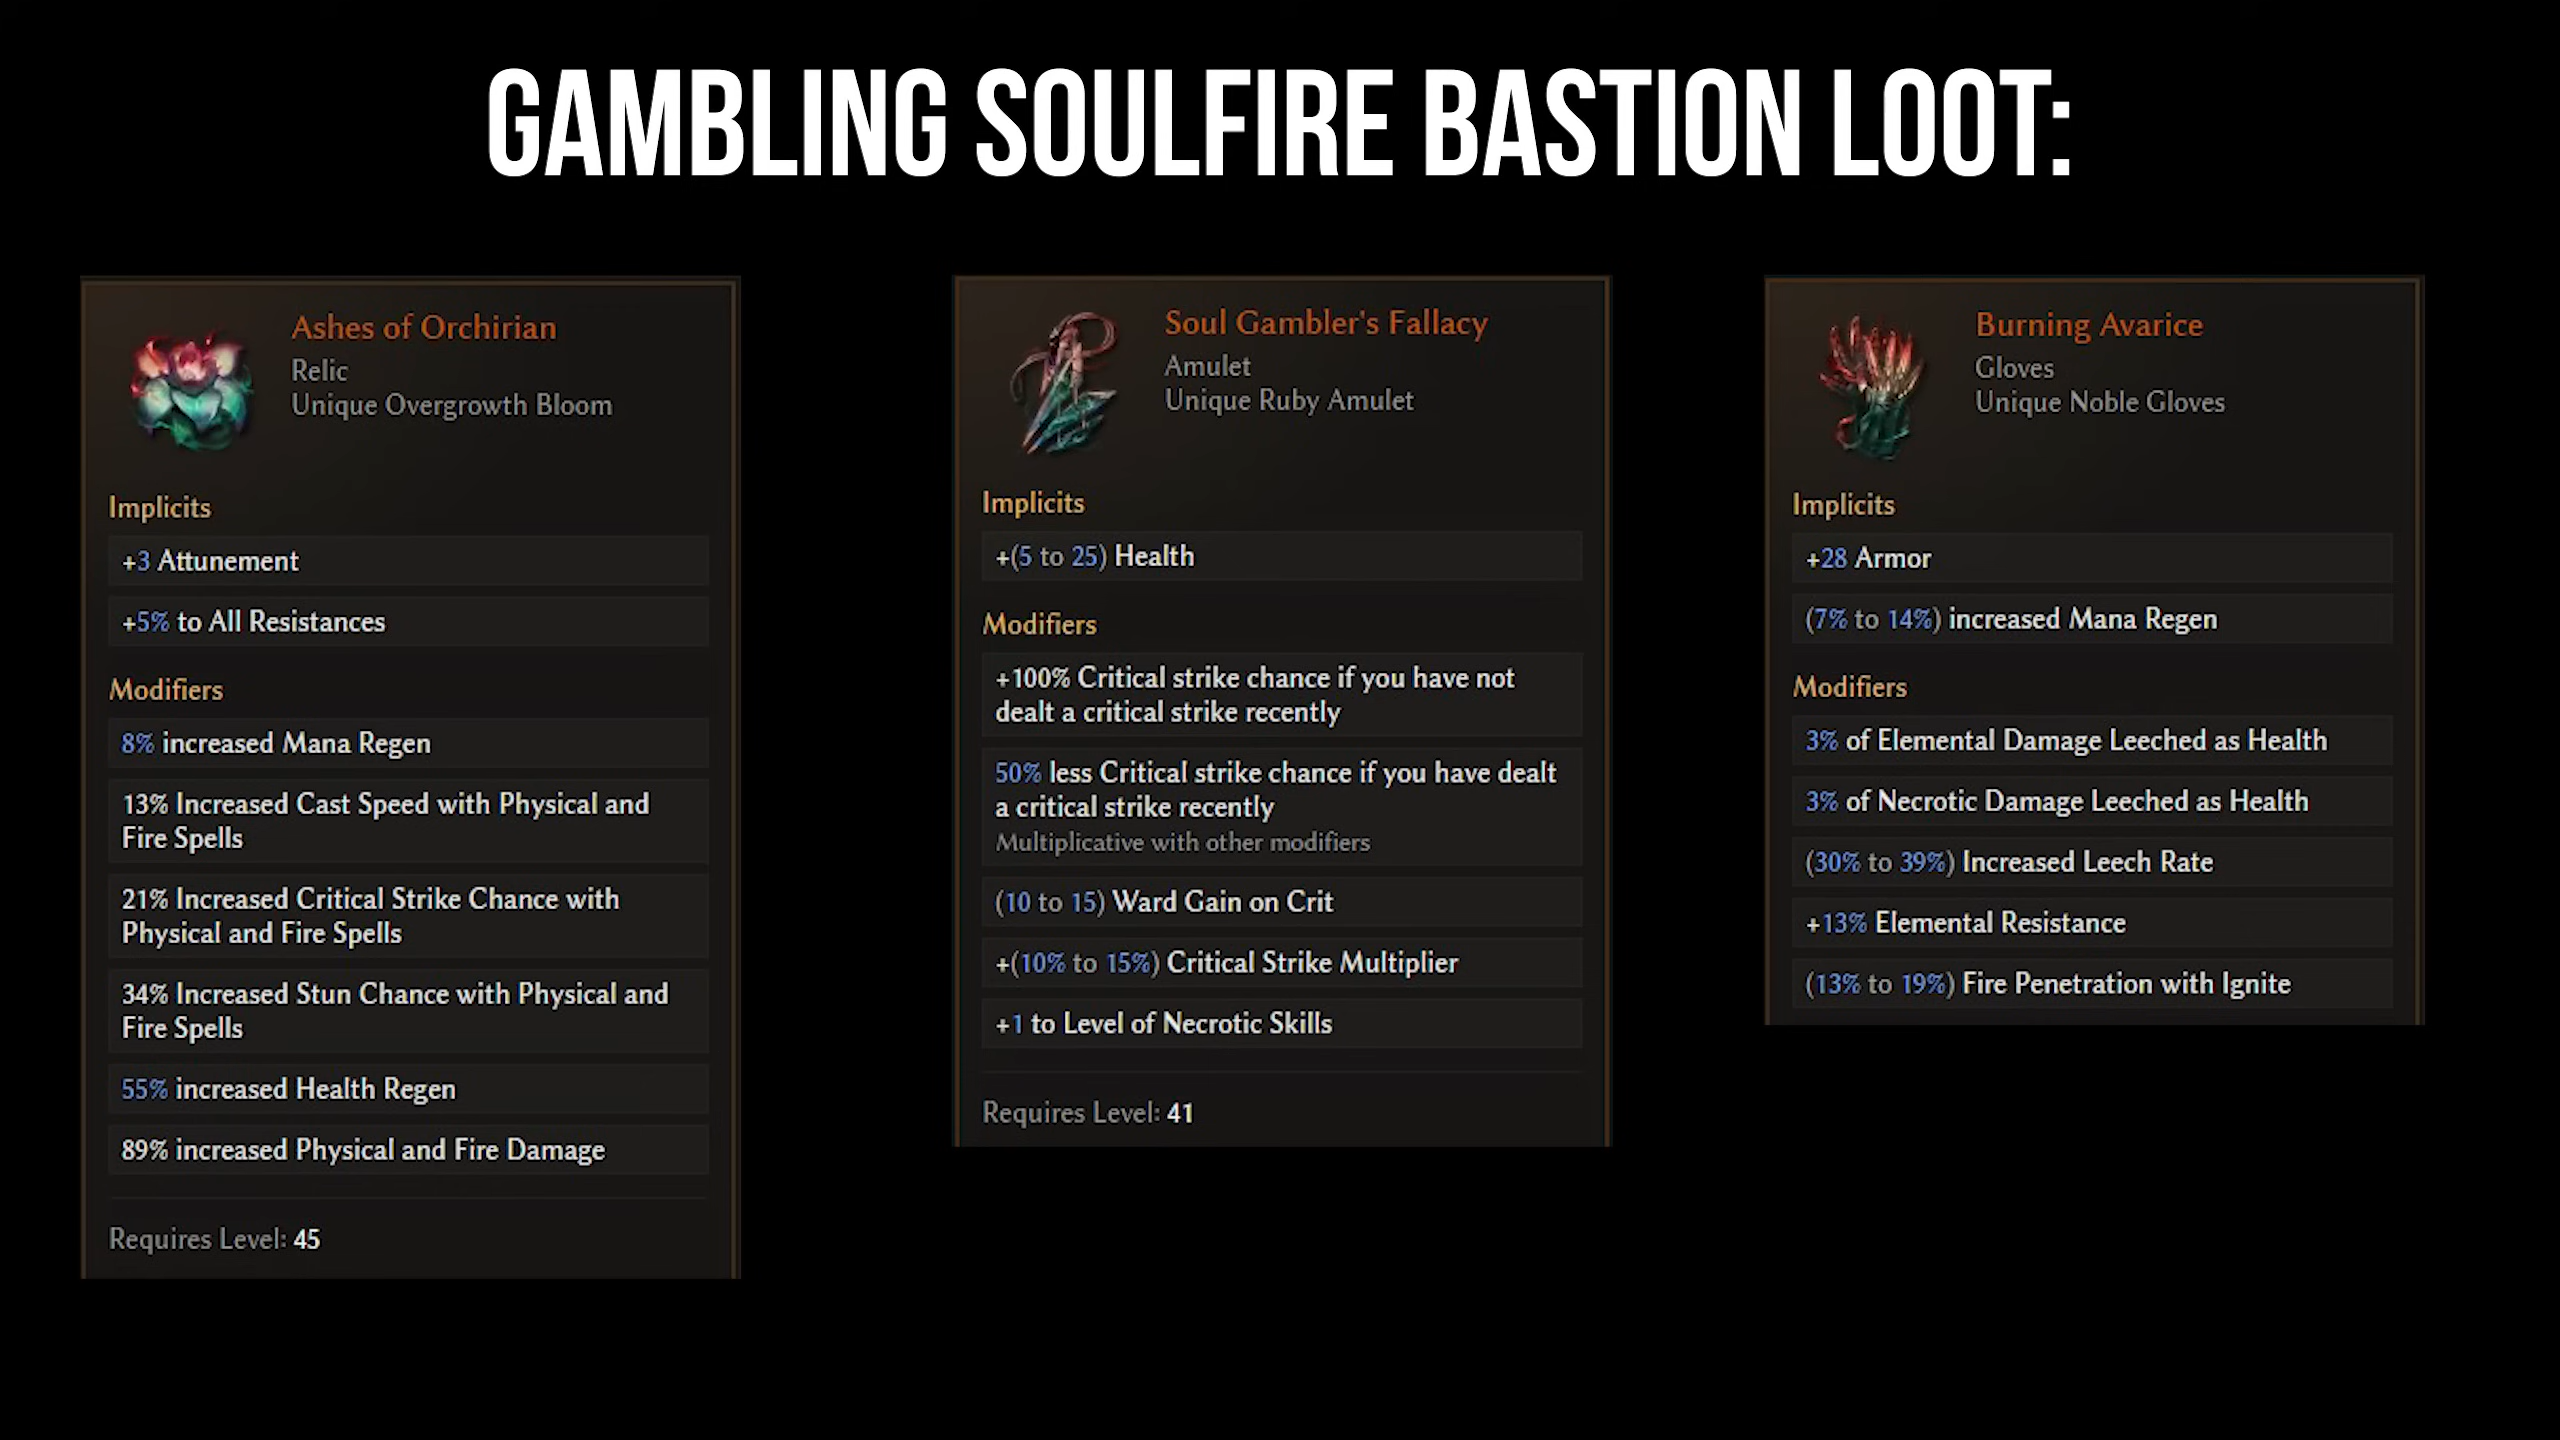 GAMBLING SOULFIRE BASTION LOOT:
Ashes of Orchirian
Relic
Unique Overgrowth Bloom
Implicits
+3 Attunement
+5% to All Resistances
Modifiers
8% increased Mana Regen
13% Increased Cast Speed with Physical and
Fire Spells
21% Increased Critical Strike Chance with
Physical and Fire Spells
34% Increased Stun Chance with Physical and
Fire Spells
55% increased Health Regen
89% increased Physical and Fire Damage
Requires Level: 45
Soul Gambler's Fallacy
Amulet
Unique Ruby Amulet
Implicits
+(5 to 25) Health
Modifiers
+100% Critical strike chance if you have not
dealt a critical strike recently
50% less Critical strike chance if you have dealt
a critical strike recently
Multiplicative with other modifiers
(10 to 15) Ward Gain on Crit
+(10% to 15%) Critical Strike Multiplier
+1 to Level of Necrotic Skills
Requires Level: 41
Burning Avarice
Gloves
Unique Noble Gloves
Implicits
+28 Armor
(7% to 14%) increased Mana Regen
Modifiers
3% of Elemental Damage Leeched as Health
3% of Necrotic Damage Leeched as Health
(30% to 39%) Increased Leech Rate
+13% Elemental Resistance
(13% to 19%) Fire Penetration with Ignite